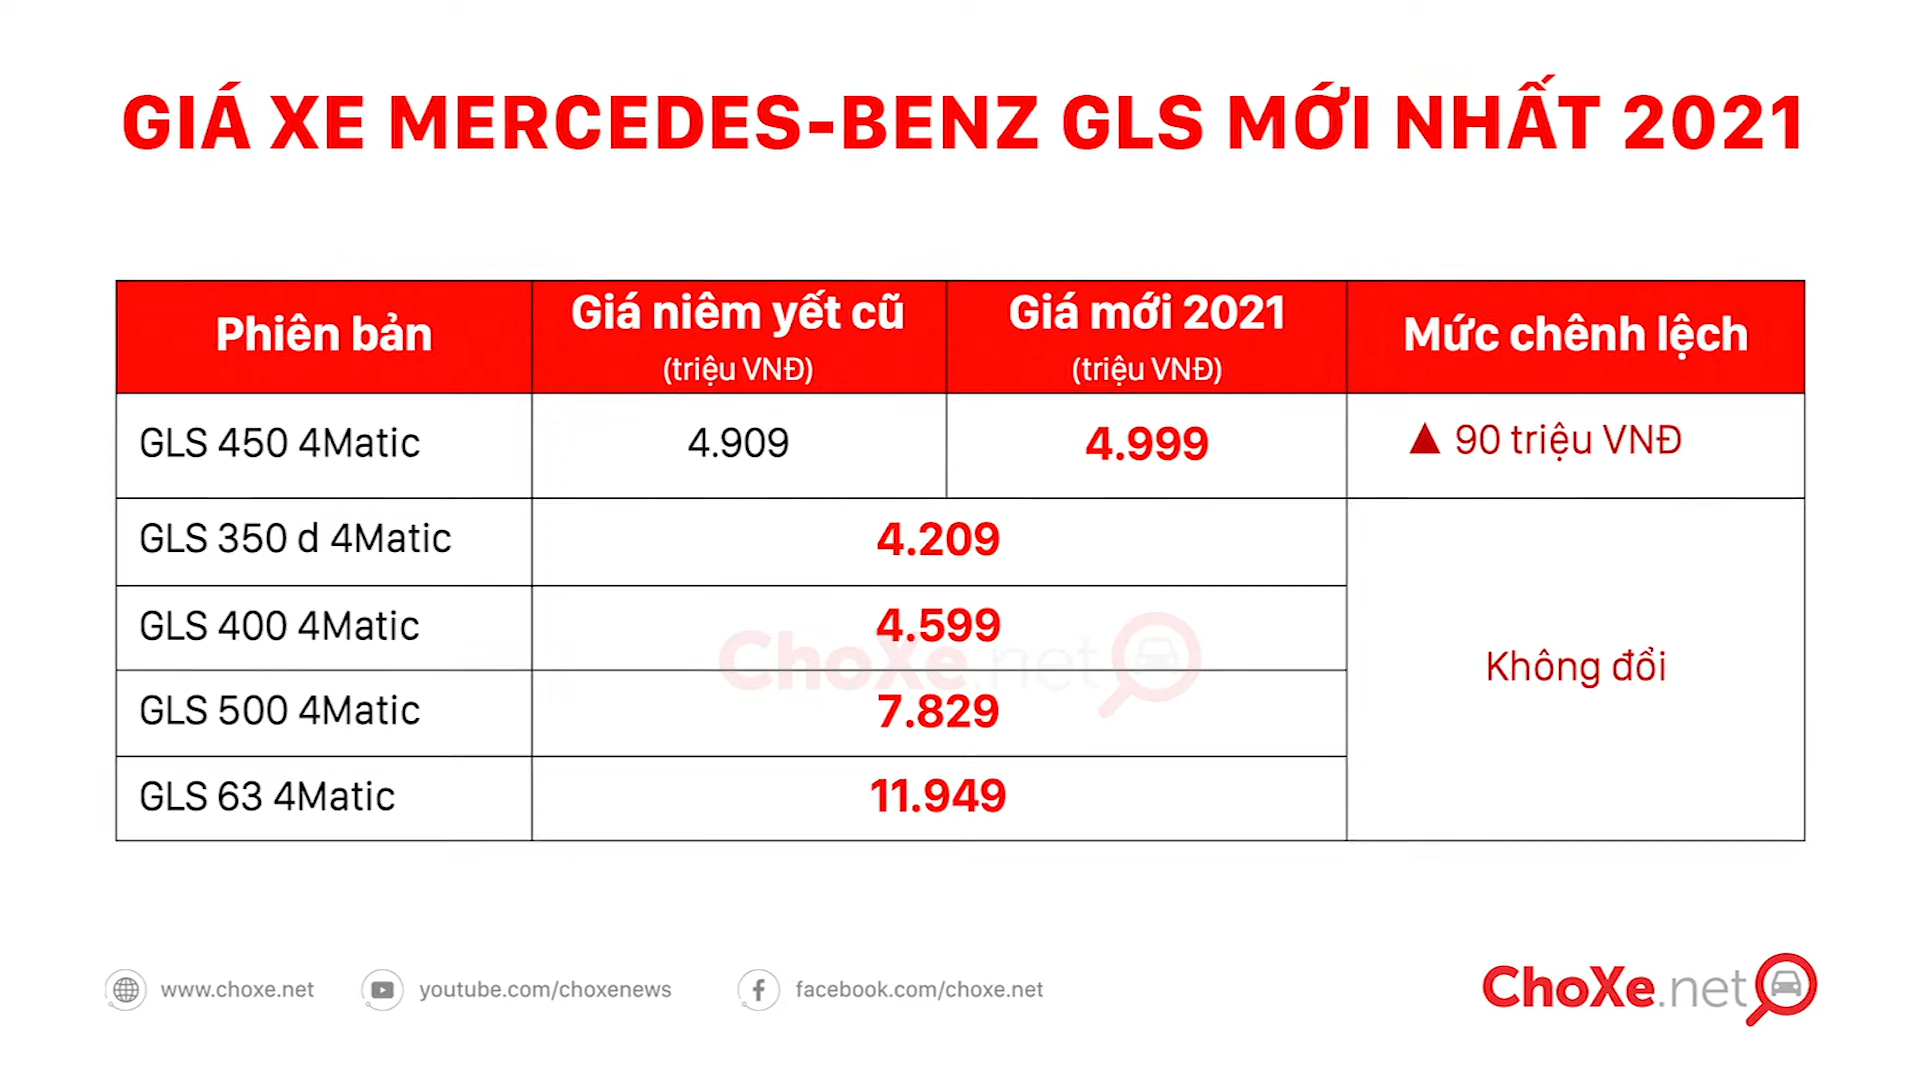 GIÁ XE MERCEDES-BENZ GLS MỚI NHẤT 2021
Phiên bản
Giá niêm yết cũ
(triệu VNĐ)
Giá mới 2021
(triệu VNĐ)
Mức chênh lệch
GLS 450 4Matic
4.909
4.999
▲ 90 triệu VNĐ
GLS 350 d 4Matic
4.209
GLS 400 4Matic
4.599
GLS 500 4Matic
7.829
GLS 63 4Matic
11.949
Không đổi
ChoXe.net
www.choxe.net
youtube.com/choxenews
facebook.com/choxe.net
ChoXe.net